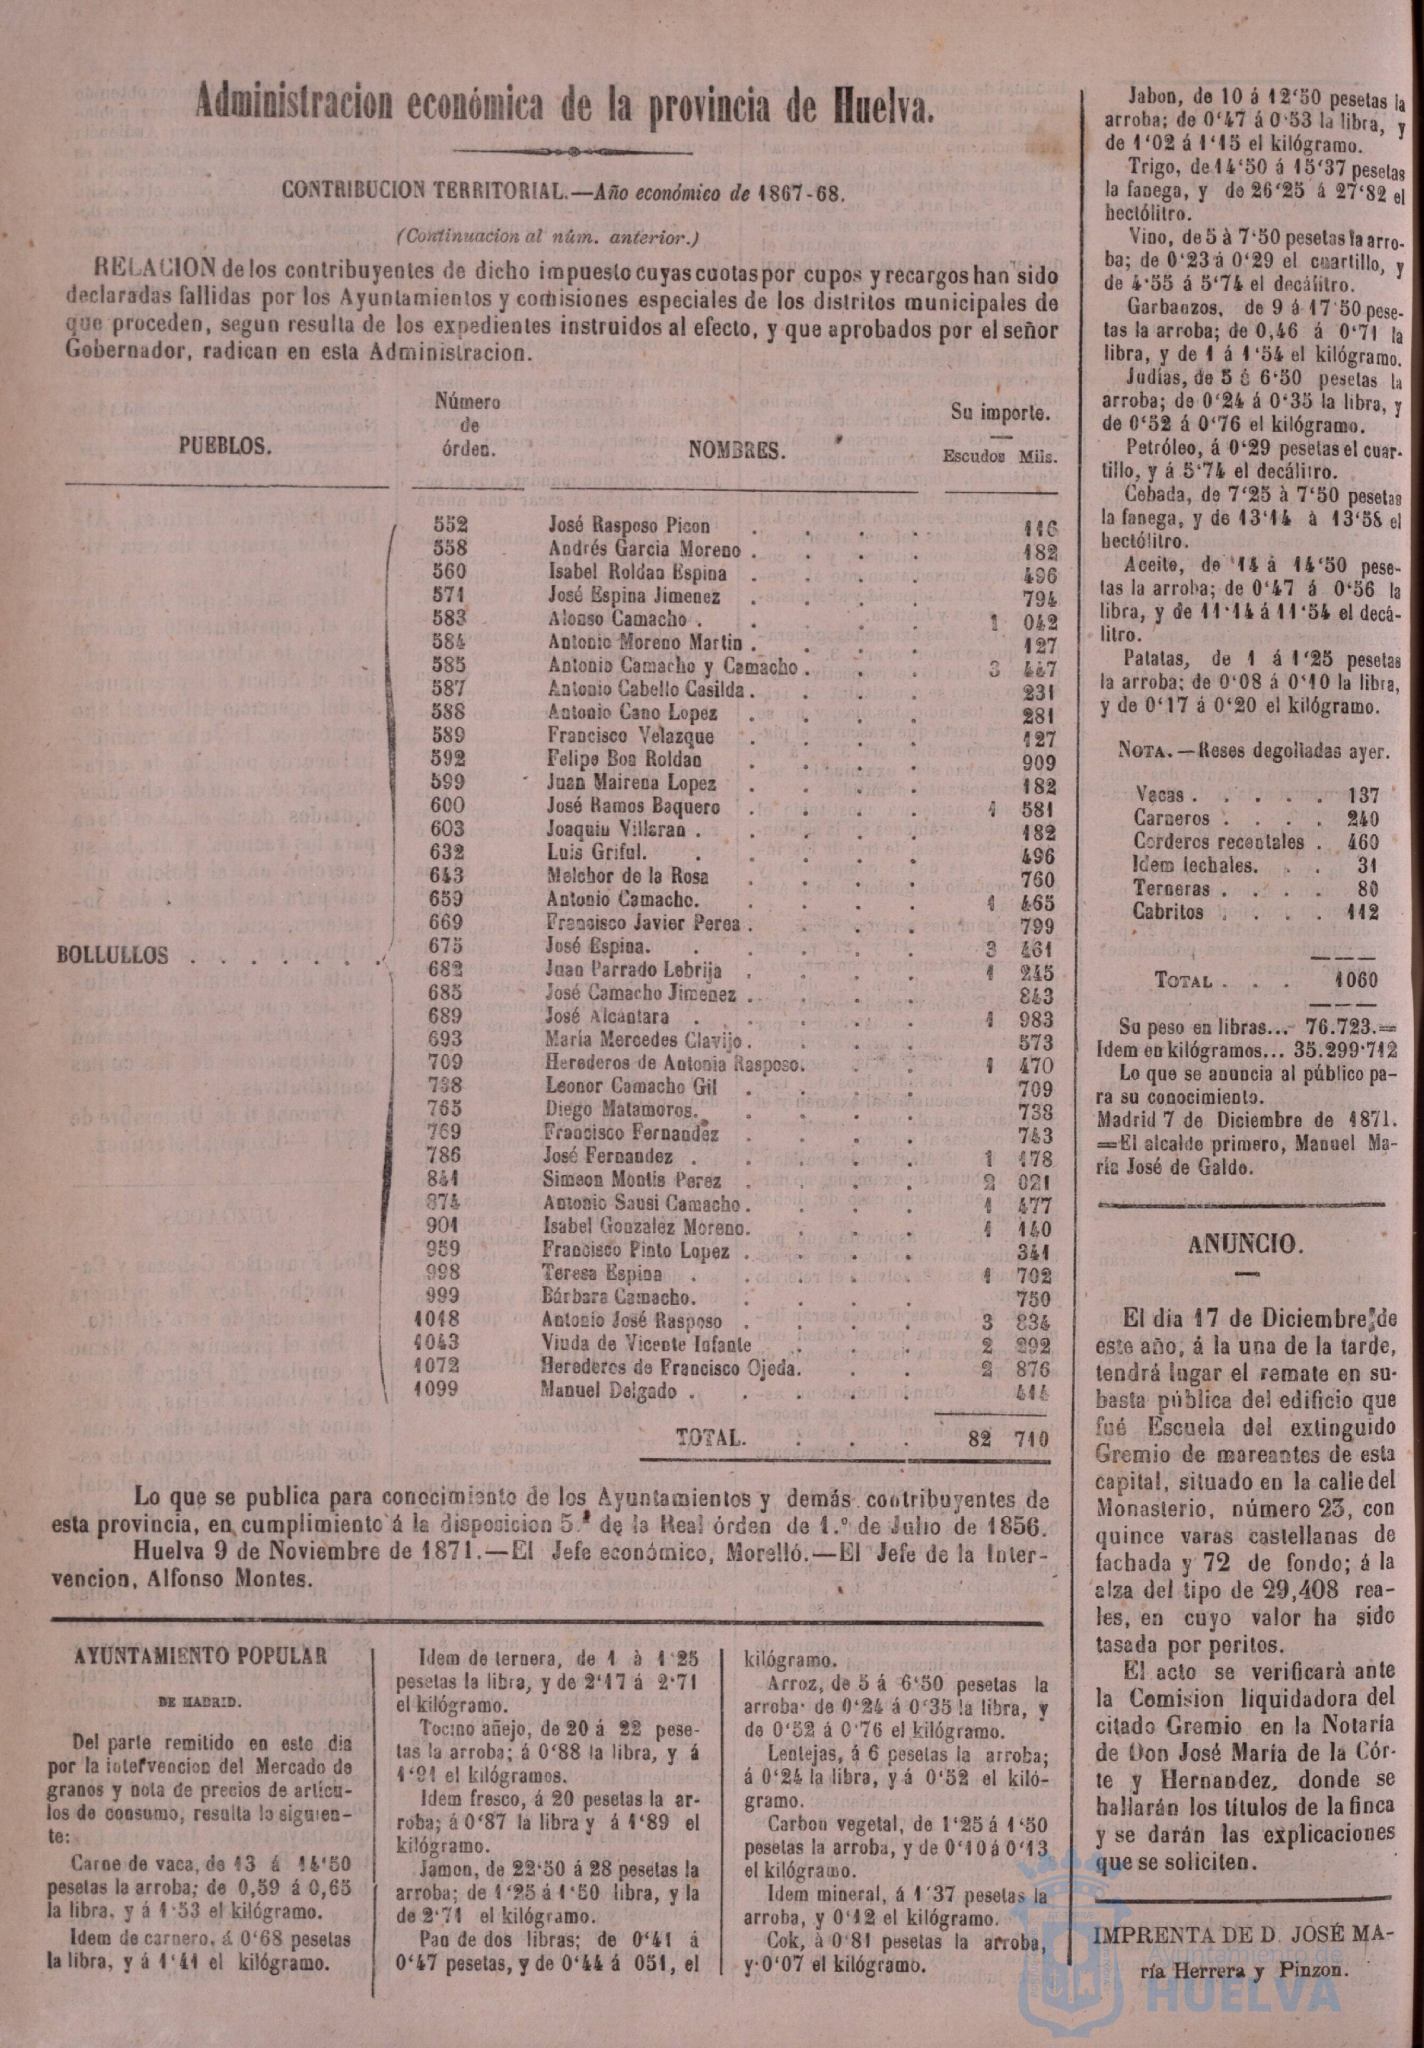 Administracion económica de la provincia de Huelva.
CONTRIBUCION TERRITORIAL.—Año económico de 1867-68.
(Continuacion al núm. anterior.)
RELACION de los contribuyentes de dicho impuesto cuyas cuotas por cupos y recargos han sido
declaradas fallidas por los Ayuntamientos y comisiones especiales de los distritos municipales de
que proceden, segun resulta de los expedientes instruidos al efecto, y que aprobados por el señor
Gobernador, radican en esta Administracion.
PUEBLOS.
Número
de
órden.
NOMBRES.
Su importe.
Escudos Mils.
BOLLULLOS . . . . . . .
552 José Rasposo Picon . . . . 116
558 Andrés Garcia Moreno . . . . 182
560 Isabel Roldan Espina . . . . 496
571 José Espina Jimenez . . . . 794
583 Alonso Camacho . . . . . 1 042
584 Antonio Moreno Martin . . . . 127
585 Antonio Camacho y Camacho . . . 3 447
587 Antonio Cabello Casilda . . . . 231
588 Antonio Cano Lopez . . . . 281
589 Francisco Velazque . . . . 127
592 Felipe Boa Roldan . . . . 909
599 Juan Mairena Lopez . . . . 182
600 José Ramos Baquero . . . . 1 581
603 Joaquin Villaran . . . . . 182
632 Luis Griful. . . . . . 496
643 Melchor de la Rosa . . . . 760
659 Antonio Camacho. . . . . 1 465
669 Francisco Javier Perea . . . . 799
675 José Espina. . . . . . 3 461
682 Juan Parrado Lebrija . . . . 1 245
685 José Camacho Jimenez . . . . 843
689 José Alcántara . . . . . 1 983
693 María Mercedes Clavijo . . . . 573
709 Herederos de Antonia Rasposo. . . . 1 470
738 Leonor Camacho Gil . . . . 709
765 Diego Matamoros. . . . . 738
769 Francisco Fernandez . . . . 743
786 José Fernandez . . . . . 1 178
841 Simeon Montis Perez . . . . 2 021
874 Antonio Sausi Camacho . . . . 1 477
901 Isabel Gonzalez Moreno. . . . 1 140
959 Francisco Pinto Lopez . . . . 341
998 Teresa Espina . . . . . 1 702
999 Bárbara Camacho. . . . . 750
1018 Antonio José Rasposo . . . . 3 834
1043 Viuda de Vicente Infante . . . 2 292
1072 Herederos de Francisco Ojeda. . . 2 876
1099 Manuel Delgado . . . . . 414
TOTAL. . . . 82 710
Lo que se publica para conocimiento de los Ayuntamientos y demás contribuyentes de
esta provincia, en cumplimiento á la disposicion 5.ª de la Real órden de 1.º de Julio de 1856.
Huelva 9 de Noviembre de 1871.—El Jefe económico, Morelló.—El Jefe de la Inter-
vencion, Alfonso Montes.
AYUNTAMIENTO POPULAR
DE MADRID.
Del parte remitido en este dia
por la intervencion del Mercado de
granos y nota de precios de artícu-
los de consumo, resulta lo siguien-
te:
Carne de vaca, de 13 á 14'50
pesetas la arroba; de 0,59 á 0,65
la libra, y á 1'53 el kilógramo.
Idem de carnero, á 0'68 pesetas
la libra, y á 1'41 el kilógramo.
Idem de ternera, de 1 à 1'25
pesetas la libra, y de 2'17 á 2'71
el kilógramo.
Tocino añejo, de 20 á 22 pese-
tas la arroba; á 0'88 la libra, y á
1'91 el kilógramos.
Idem fresco, á 20 pesetas la ar-
roba; á 0'87 la libra y á 1'89 el
kilógramo.
Jamon, de 22'50 á 28 pesetas la
arroba; de 1'25 á 1'50 libra, y la
de 2'71 el kilógramo.
Pan de dos libras; de 0'41 á
0'47 pesetas, y de 0'44 á 051, el
kilógramo.
Arroz, de 5 á 6'50 pesetas la
arroba· de 0'24 á 0'35 la libra, y
de 0'52 á 0'76 el kilógramo.
Lentejas, á 6 pesetas la arroba;
á 0'24 la libra, y á 0'52 el kiló-
gramo.
Carbon vegetal, de 1'25 á 1'50
pesetas la arroba, y de 0'10 á 0'13
el kilógramo.
Idem mineral, á 1'37 pesetas la
arroba, y 0'12 el kilógramo.
Cok, à 0'81 pesetas la arroba,
y 0'07 el kilógramo.
Jabon, de 10 á 12'50 pesetas la
arroba; de 0'47 á 0'53 la libra, y
de 1'02 á 1'15 el kilógramo.
Trigo, de 14'50 á 15'37 pesetas
la fanega, y de 26'25 á 27'82 el
hectólitro.
Vino, de 5 à 7'50 pesetas la arro-
ba; de 0'23 á 0'29 el cuartillo, y
de 4'55 á 5'74 el decálitro.
Garbanzos, de 9 á 17'50 pese-
tas la arroba; de 0,46 á 0'71 la
libra, y de 1 á 1'54 el kilógramo.
Judías, de 5 á 6'50 pesetas la
arroba; de 0'24 á 0'35 la libra, y
de 0'52 á 0'76 el kilógramo.
Petróleo, á 0'29 pesetas el cuar-
tillo, y á 5'74 el decálitro.
Cebada, de 7'25 à 7'50 pesetas
la fanega, y de 13'14 à 13'58 el
hectólitro.
Aceite, de 14 á 14'50 pese-
tas la arroba; de 0'47 á 0'56 la
libra, y de 11'14 á 11'54 el decá-
litro.
Patatas, de 1 á 1'25 pesetas
la arroba; de 0'08 á 0'10 la libra,
y de 0'17 á 0'20 el kilógramo.
NOTA.—Reses degolladas ayer.
Vacas . . . . . 137
Carneros . . . . 240
Corderos recentales . 460
Idem lechales. . . 31
Terneras . . . . 80
Cabritos . . . . 112
TOTAL . . . 1060
Su peso en libras... 76.723.=
Idem en kilógramos... 35.299'712
Lo que se anuncia al público pa-
ra su conocimiento.
Madrid 7 de Diciembre de 1871.
=El alcalde primero, Manuel Ma-
ría José de Galdo.
ANUNCIO.
El dia 17 de Diciembre de
este año, á la una de la tarde,
tendrá lugar el remate en su-
basta pública del edificio que
fué Escuela del extinguido
Gremio de mareantes de esta
capital, situado en la calle del
Monasterio, número 23, con
quince varas castellanas de
fachada y 72 de fondo; á la
alza del tipo de 29,408 rea-
les, en cuyo valor ha sido
tasada por peritos.
El acto se verificarà ante
la Comision liquidadora del
citado Gremio en la Notaría
de Don José María de la Cór-
te y Hernandez, donde se
hallarán los títulos de la finca
y se darán las explicaciones
que se soliciten.
IMPRENTA DE D. JOSÉ MA-
ría Herrera y Pinzon.
Ayuntamiento de
HUELVA